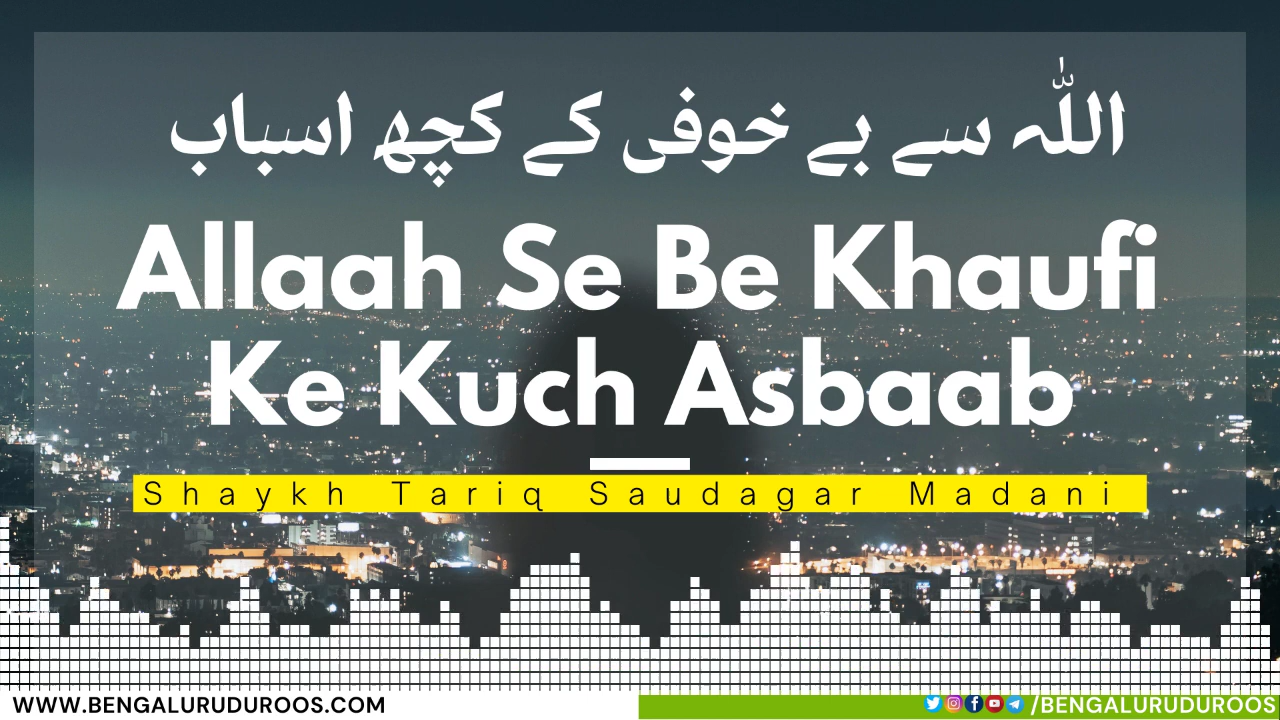 اللہ سے بے خوفی کے کچھ اسباب
Allaah Se Be Khaufi
Ke Kuch Asbaab
Shaykh Tariq Saudagar Madani
WWW.BENGALURUDUROOS.COM
/BENGALURUDUROOS